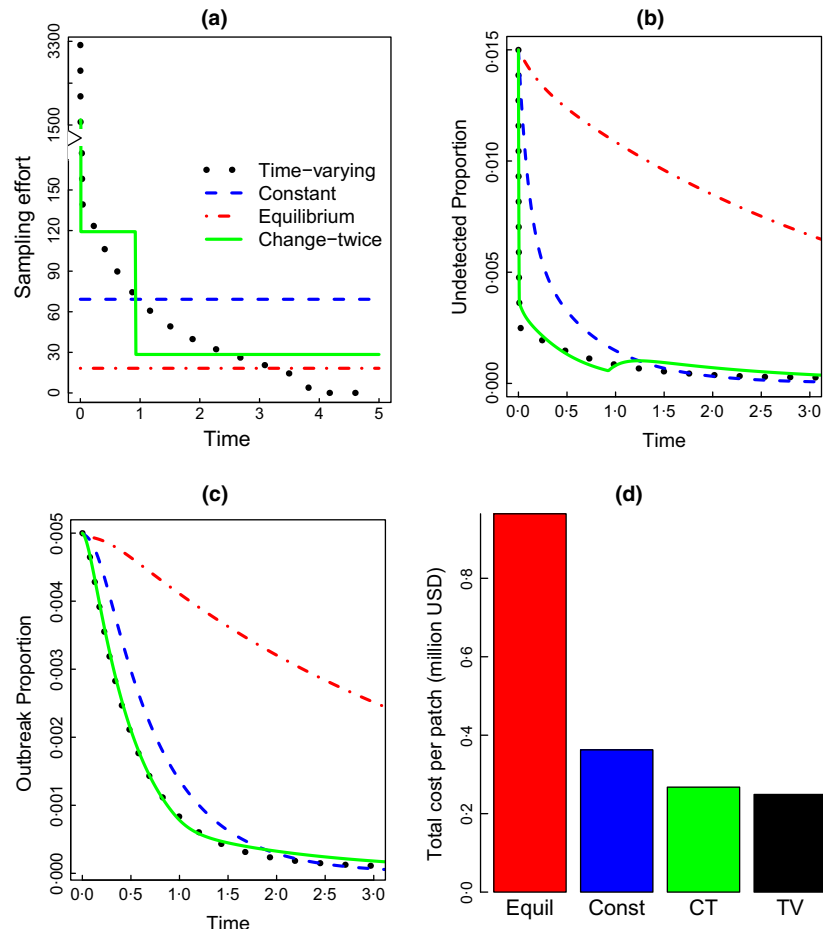 (a)
3300
1500
150
120
90
60
30
0
Sampling effort
Time−varying
Constant
Equilibrium
Change−twice
0
1
2
3
4
5
Time
(b)
0·015
0·010
0·005
0·000
Undetected Proportion
0·0
0·5
1·0
1·5
2·0
2·5
3·0
Time
(c)
0·005
0·004
0·003
0·002
0·0001
0·000
Outbreak Proportion
0·0
0·5
1·0
1·5
2·0
2·5
3·0
Time
(d)
0·8
0·6
0·4
0·2
0·0
Total cost per patch (million USD)
Equil
Const
CT
TV